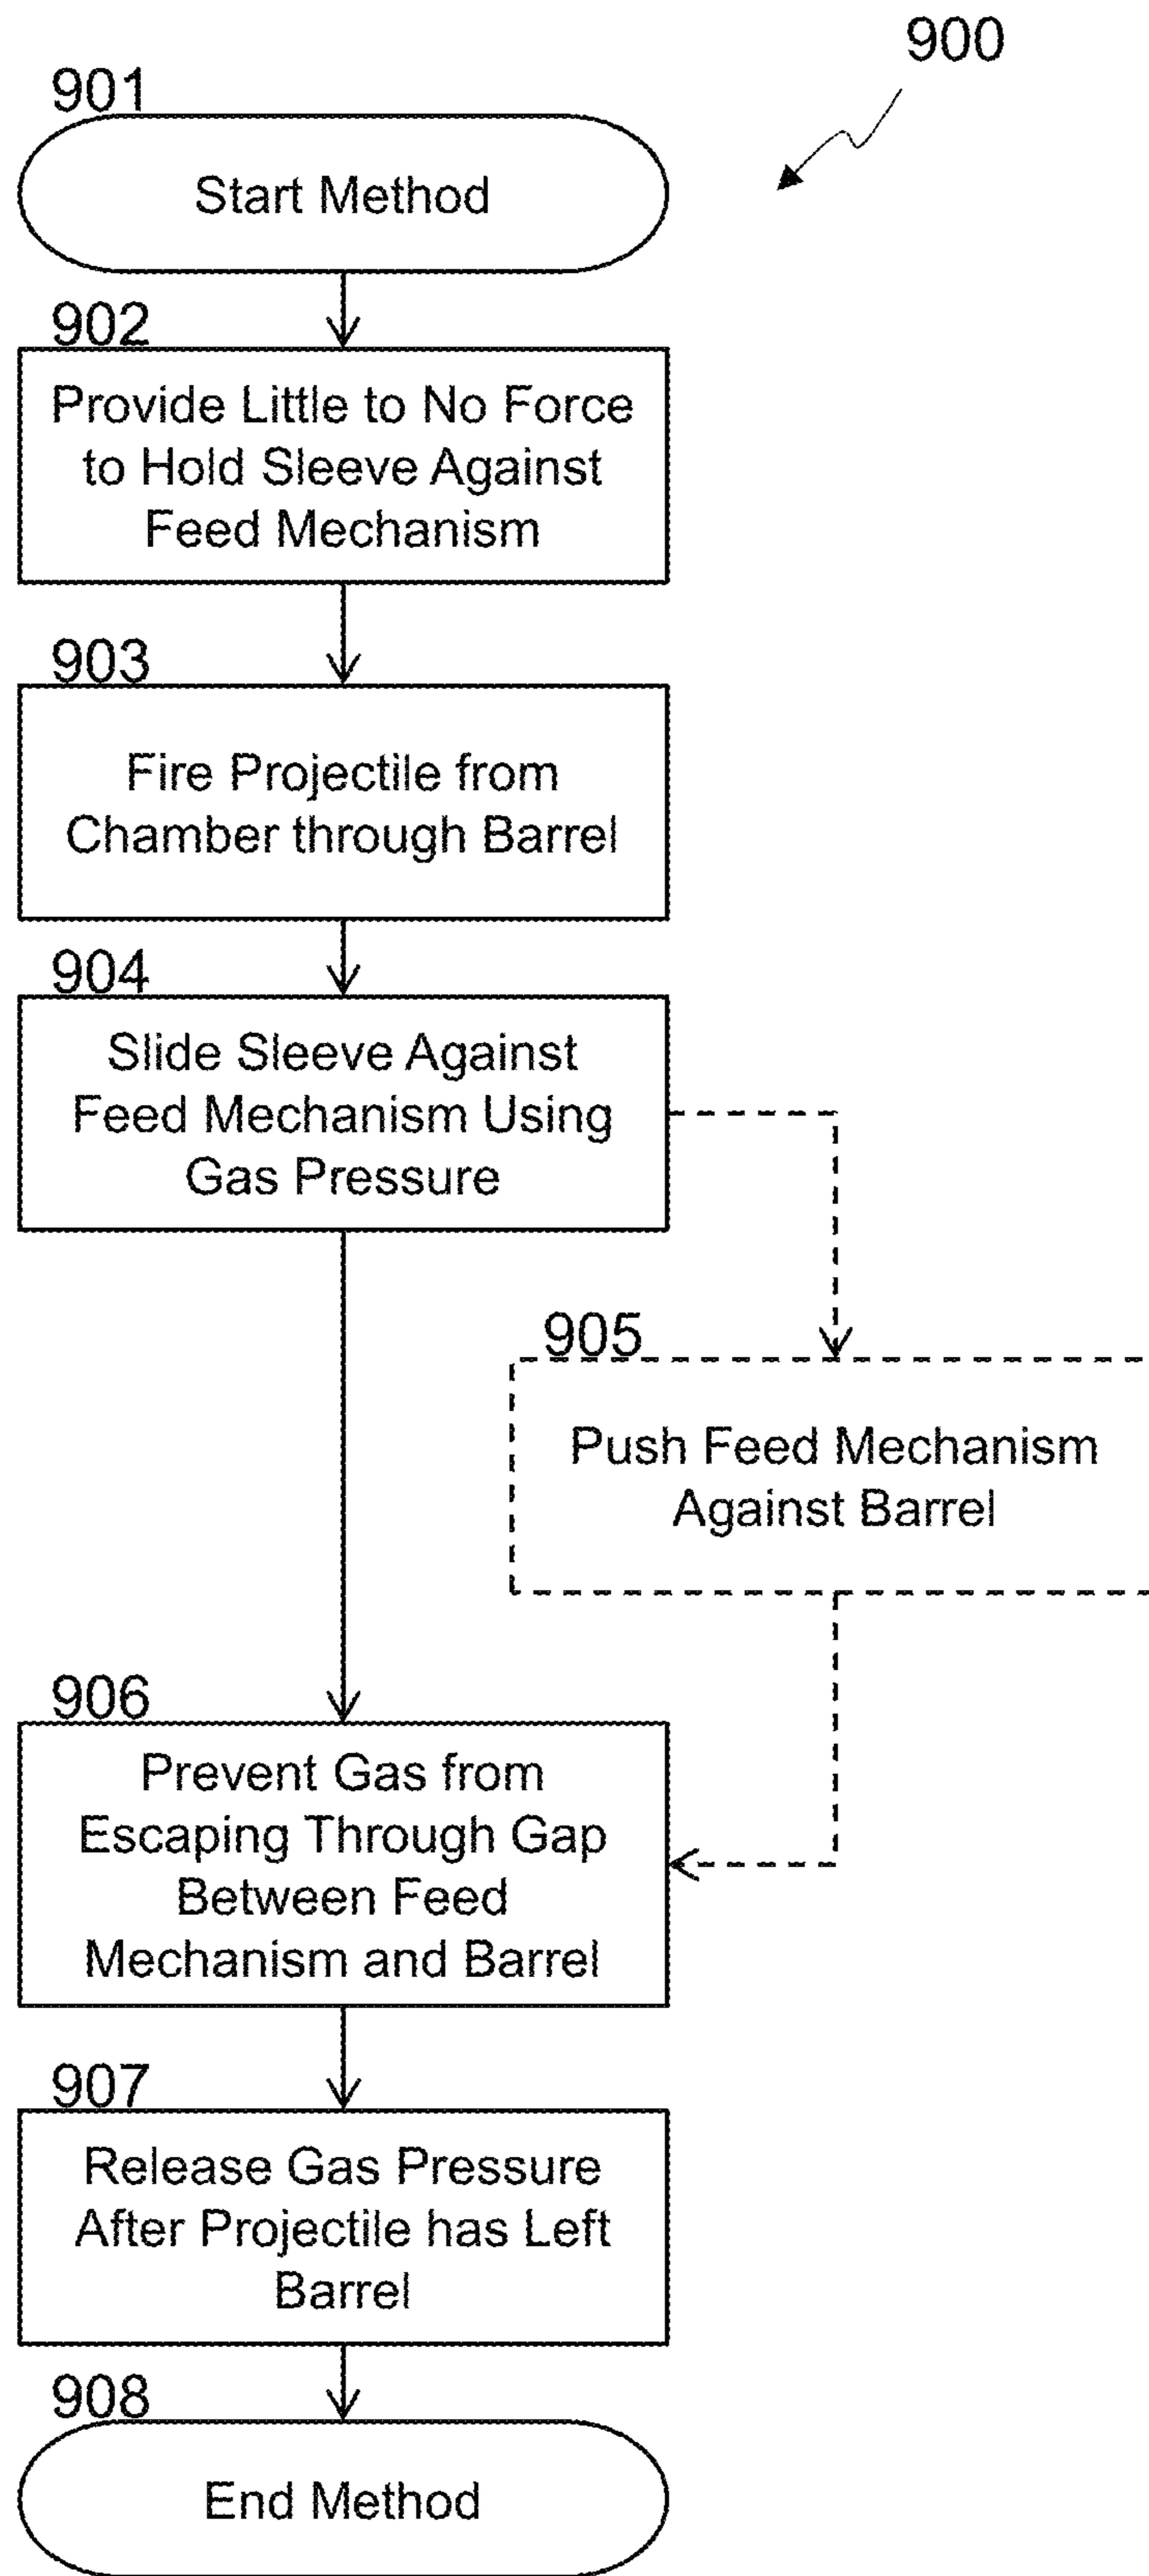 900
901
Start Method
902
Provide Little to No Force
to Hold Sleeve Against
Feed Mechanism
903
Fire Projectile from
Chamber through Barrel
904
Slide Sleeve Against
Feed Mechanism Using
Gas Pressure
905
Push Feed Mechanism
Against Barrel
906
Prevent Gas from
Escaping Through Gap
Between Feed
Mechanism and Barrel
907
Release Gas Pressure
After Projectile has Left
Barrel
908
End Method